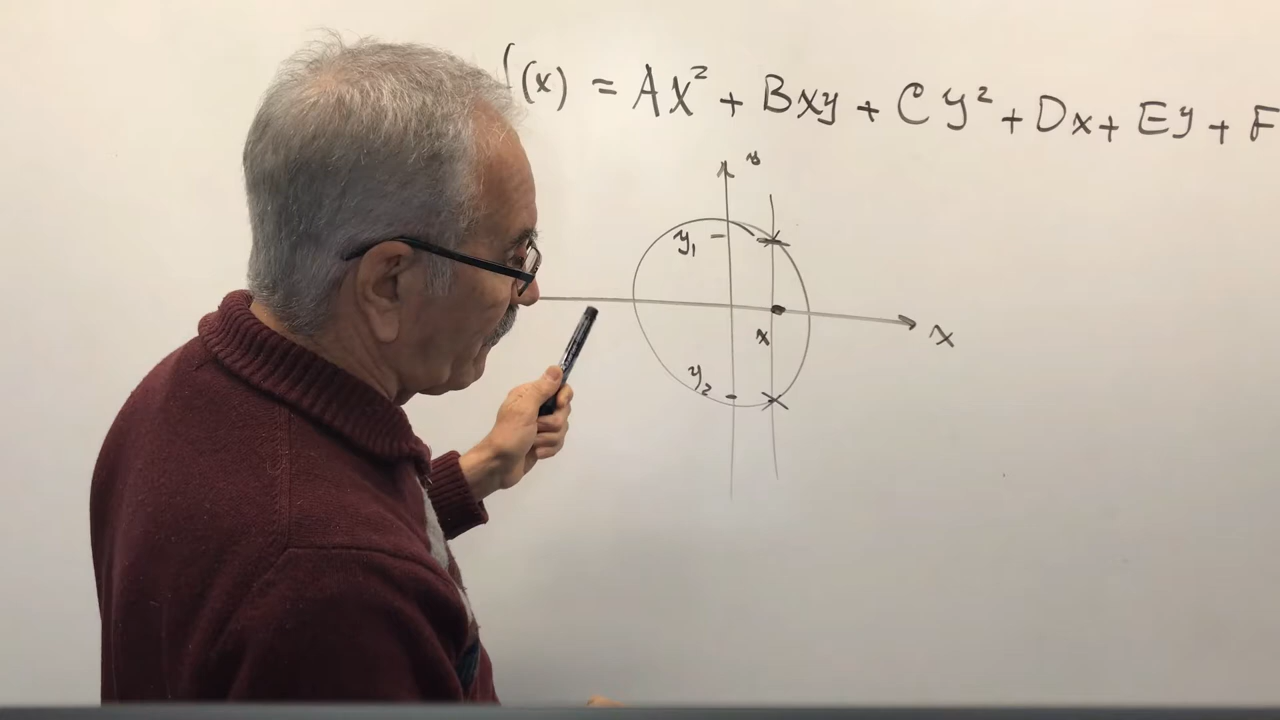 f(x) = Ax² + Bxy + Cy² + Dx + Ey + F
y
y₁
x
x
y₂